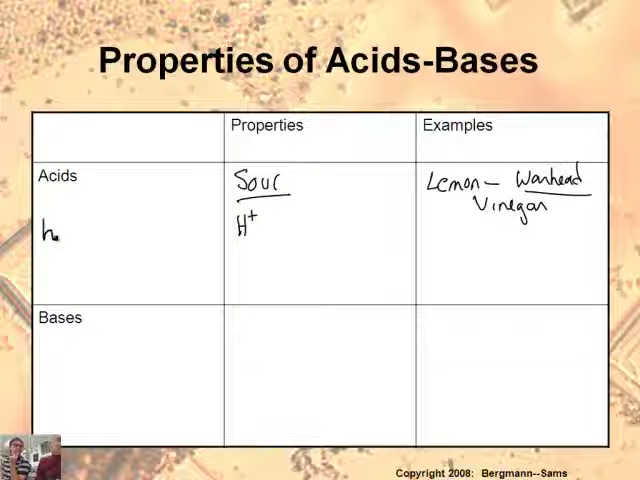 Properties of Acids-Bases
Properties
Examples
Acids
Sour
Lemon – Warhead
Vinegar
H+
h
Bases
Copyright 2008: Bergmann--Sams